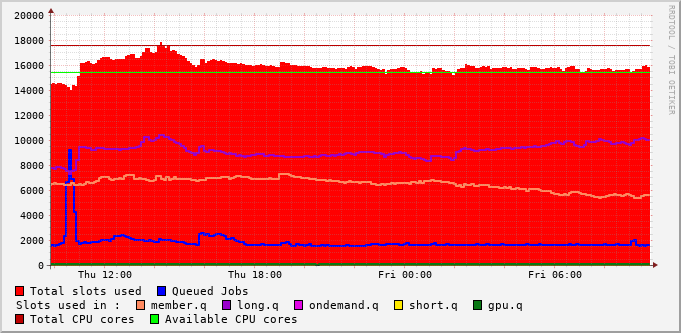 20000
18000
16000
14000
12000
10000
8000
6000
4000
2000
0
Thu 12:00 Thu 18:00 Fri 00:00 Fri 06:00
RRDTOOL / TOBI OETIKER
Total slots used Queued Jobs
Slots used in : member.q long.q ondemand.q short.q gpu.q
Total CPU cores Available CPU cores